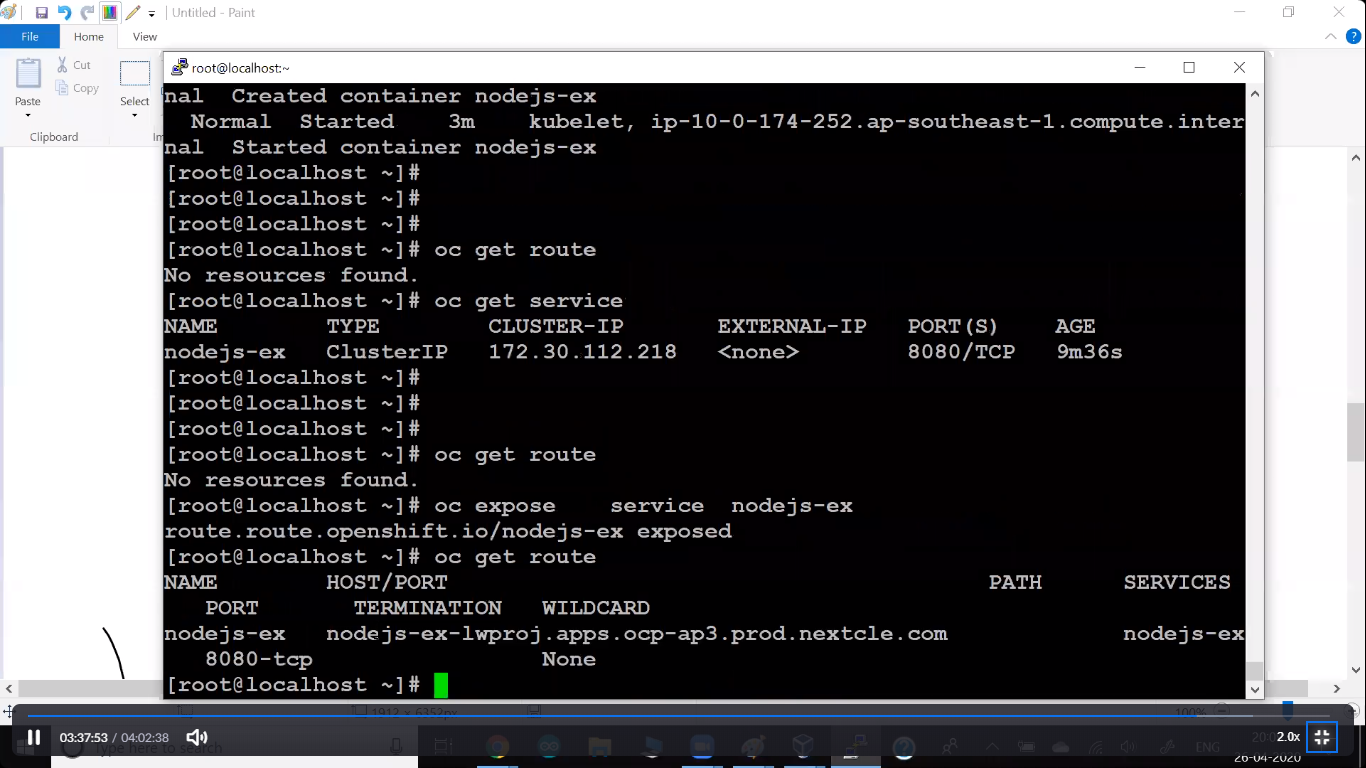 Untitled - Paint
File Home View
Cut
Copy
Paste
Select
Clipboard
root@localhost:~
nal  Created container nodejs-ex
  Normal  Started    3m    kubelet, ip-10-0-174-252.ap-southeast-1.compute.inter
nal  Started container nodejs-ex
[root@localhost ~]#
[root@localhost ~]#
[root@localhost ~]#
[root@localhost ~]# oc get route
No resources found.
[root@localhost ~]# oc get service
NAME        TYPE        CLUSTER-IP       EXTERNAL-IP   PORT(S)    AGE
nodejs-ex   ClusterIP   172.30.112.218   <none>        8080/TCP   9m36s
[root@localhost ~]#
[root@localhost ~]#
[root@localhost ~]#
[root@localhost ~]# oc get route
No resources found.
[root@localhost ~]# oc expose    service  nodejs-ex
route.route.openshift.io/nodejs-ex exposed
[root@localhost ~]# oc get route
NAME        HOST/PORT                                        PATH      SERVICES
   PORT       TERMINATION   WILDCARD
nodejs-ex   nodejs-ex-lwproj.apps.ocp-ap3.prod.nextcle.com             nodejs-ex
   8080-tcp                 None
[root@localhost ~]#
1912 × 6352px
100%
03:37:53 / 04:02:38
Type here to search
2.0x
ENG
26-04-2020